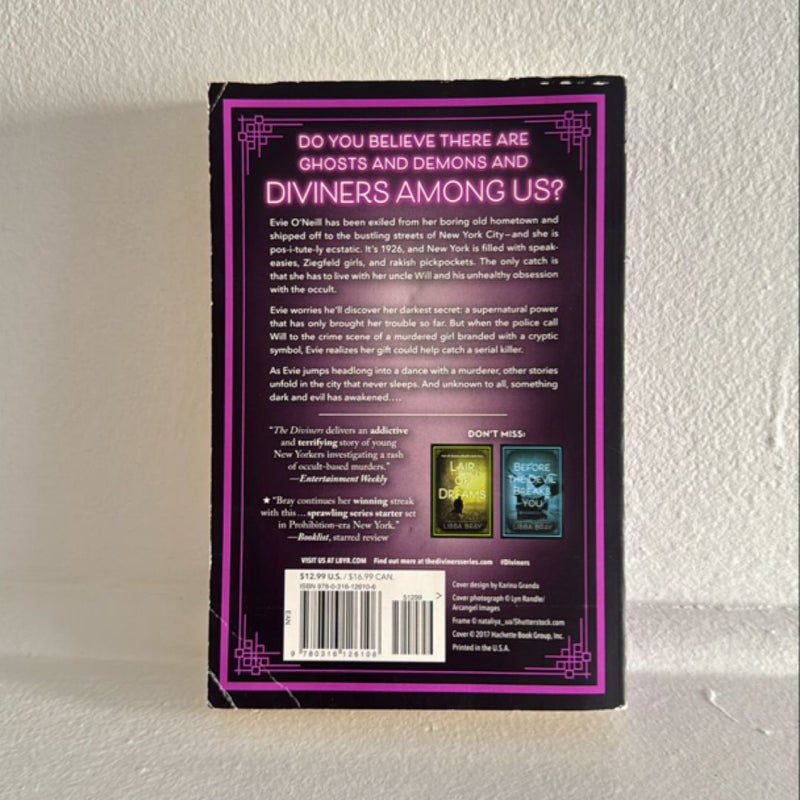 DO YOU BELIEVE THERE ARE
GHOSTS AND DEMONS AND
DIVINERS AMONG US?
Evie O'Neill has been exiled from her boring old hometown and
shipped off to the bustling streets of New York City—and she is
pos-i-tute-ly ecstatic. It's 1926, and New York is filled with speak-
easies, Ziegfeld girls, and rakish pickpockets. The only catch is
that she has to live with her uncle Will and his unhealthy obsession
with the occult.
Evie worries he'll discover her darkest secret: a supernatural power
that has only brought her trouble so far. But when the police call
Will to the crime scene of a murdered girl branded with a cryptic
symbol, Evie realizes her gift could help catch a serial killer.
As Evie jumps headlong into a dance with a murderer, other stories
unfold in the city that never sleeps. And unknown to all, something
dark and evil has awakened....
"The Diviners delivers an addictive
and terrifying story of young
New Yorkers investigating a rash
of occult-based murders."
—Entertainment Weekly
★ "Bray continues her winning streak
with this... sprawling series starter set
in Prohibition-era New York."
—Booklist, starred review
DON'T MISS:
LAIR
OF
DREAMS
LIBBA BRAY
BEFORE
THE DEVIL
BREAKS
YOU
LIBBA BRAY
VISIT US AT LBYR.COM Find out more at thedivinersseries.com #Diviners
$12.99 U.S. / $16.99 CAN.
ISBN 978-0-316-12610-6
51299 >
EAN
9 780316 126106
Cover design by Karina Granda
Cover photograph © Lyn Randle/
Arcangel Images
Frame © nataliya_ua/Shutterstock.com
Cover © 2017 Hachette Book Group, Inc.
Printed in the U.S.A.